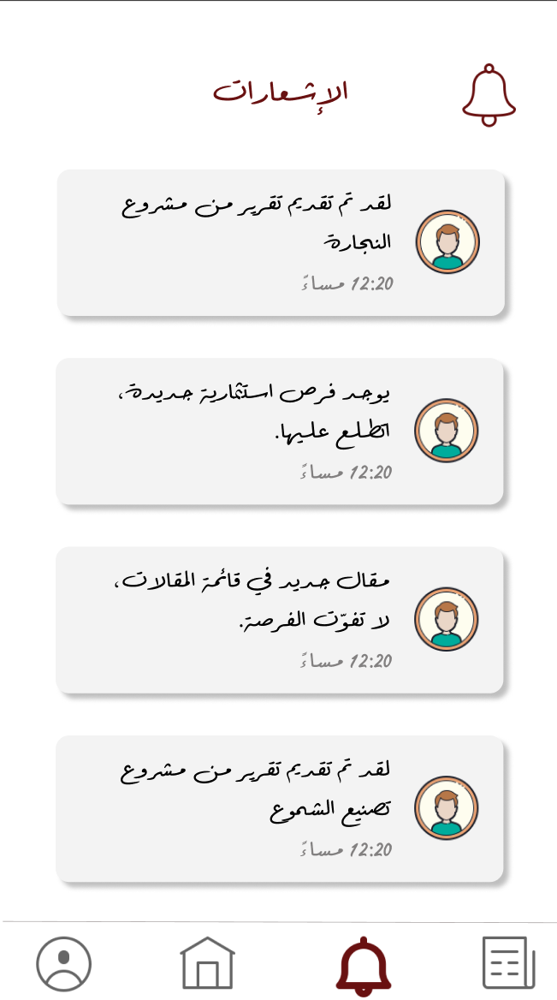 الإشعارات
لقد تم تقديم تقرير من مشروع
النجارة
12:20 مساءً
يوجد فرص استثمارية جديدة،
اطلع عليها.
12:20 مساءً
مقال جديد في قائمة المقالات،
لا تفوّت الفرصة.
12:20 مساءً
لقد تم تقديم تقرير من مشروع
تصنيع الشموع
12:20 مساءً